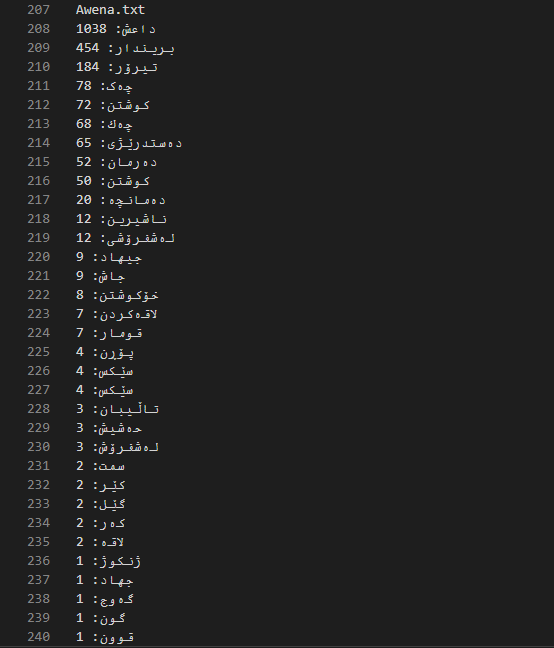 207 Awena.txt
208 داعش: 1038
209 بریندار: 454
210 تیرۆر: 184
211 چەک: 78
212 کوشتن: 72
213 چەك: 68
214 دەستدرێژی: 65
215 دەرمان: 52
216 کوشتن: 50
217 دەمانچە: 20
218 ناشیرین: 12
219 لەشفرۆشی: 12
220 جیهاد: 9
221 جاش: 9
222 خۆکوشتن: 8
223 لاقەکردن: 7
224 قومار: 7
225 پۆڕن: 4
226 سێکس: 4
227 سێکس: 4
228 تاڵیبان: 3
229 حەشیش: 3
230 لەشفرۆش: 3
231 سمت: 2
232 کێر: 2
233 گێل: 2
234 کەر: 2
235 لاقە: 2
236 ژنکوژ: 1
237 جهاد: 1
238 گەوج: 1
239 گون: 1
240 قوون: 1